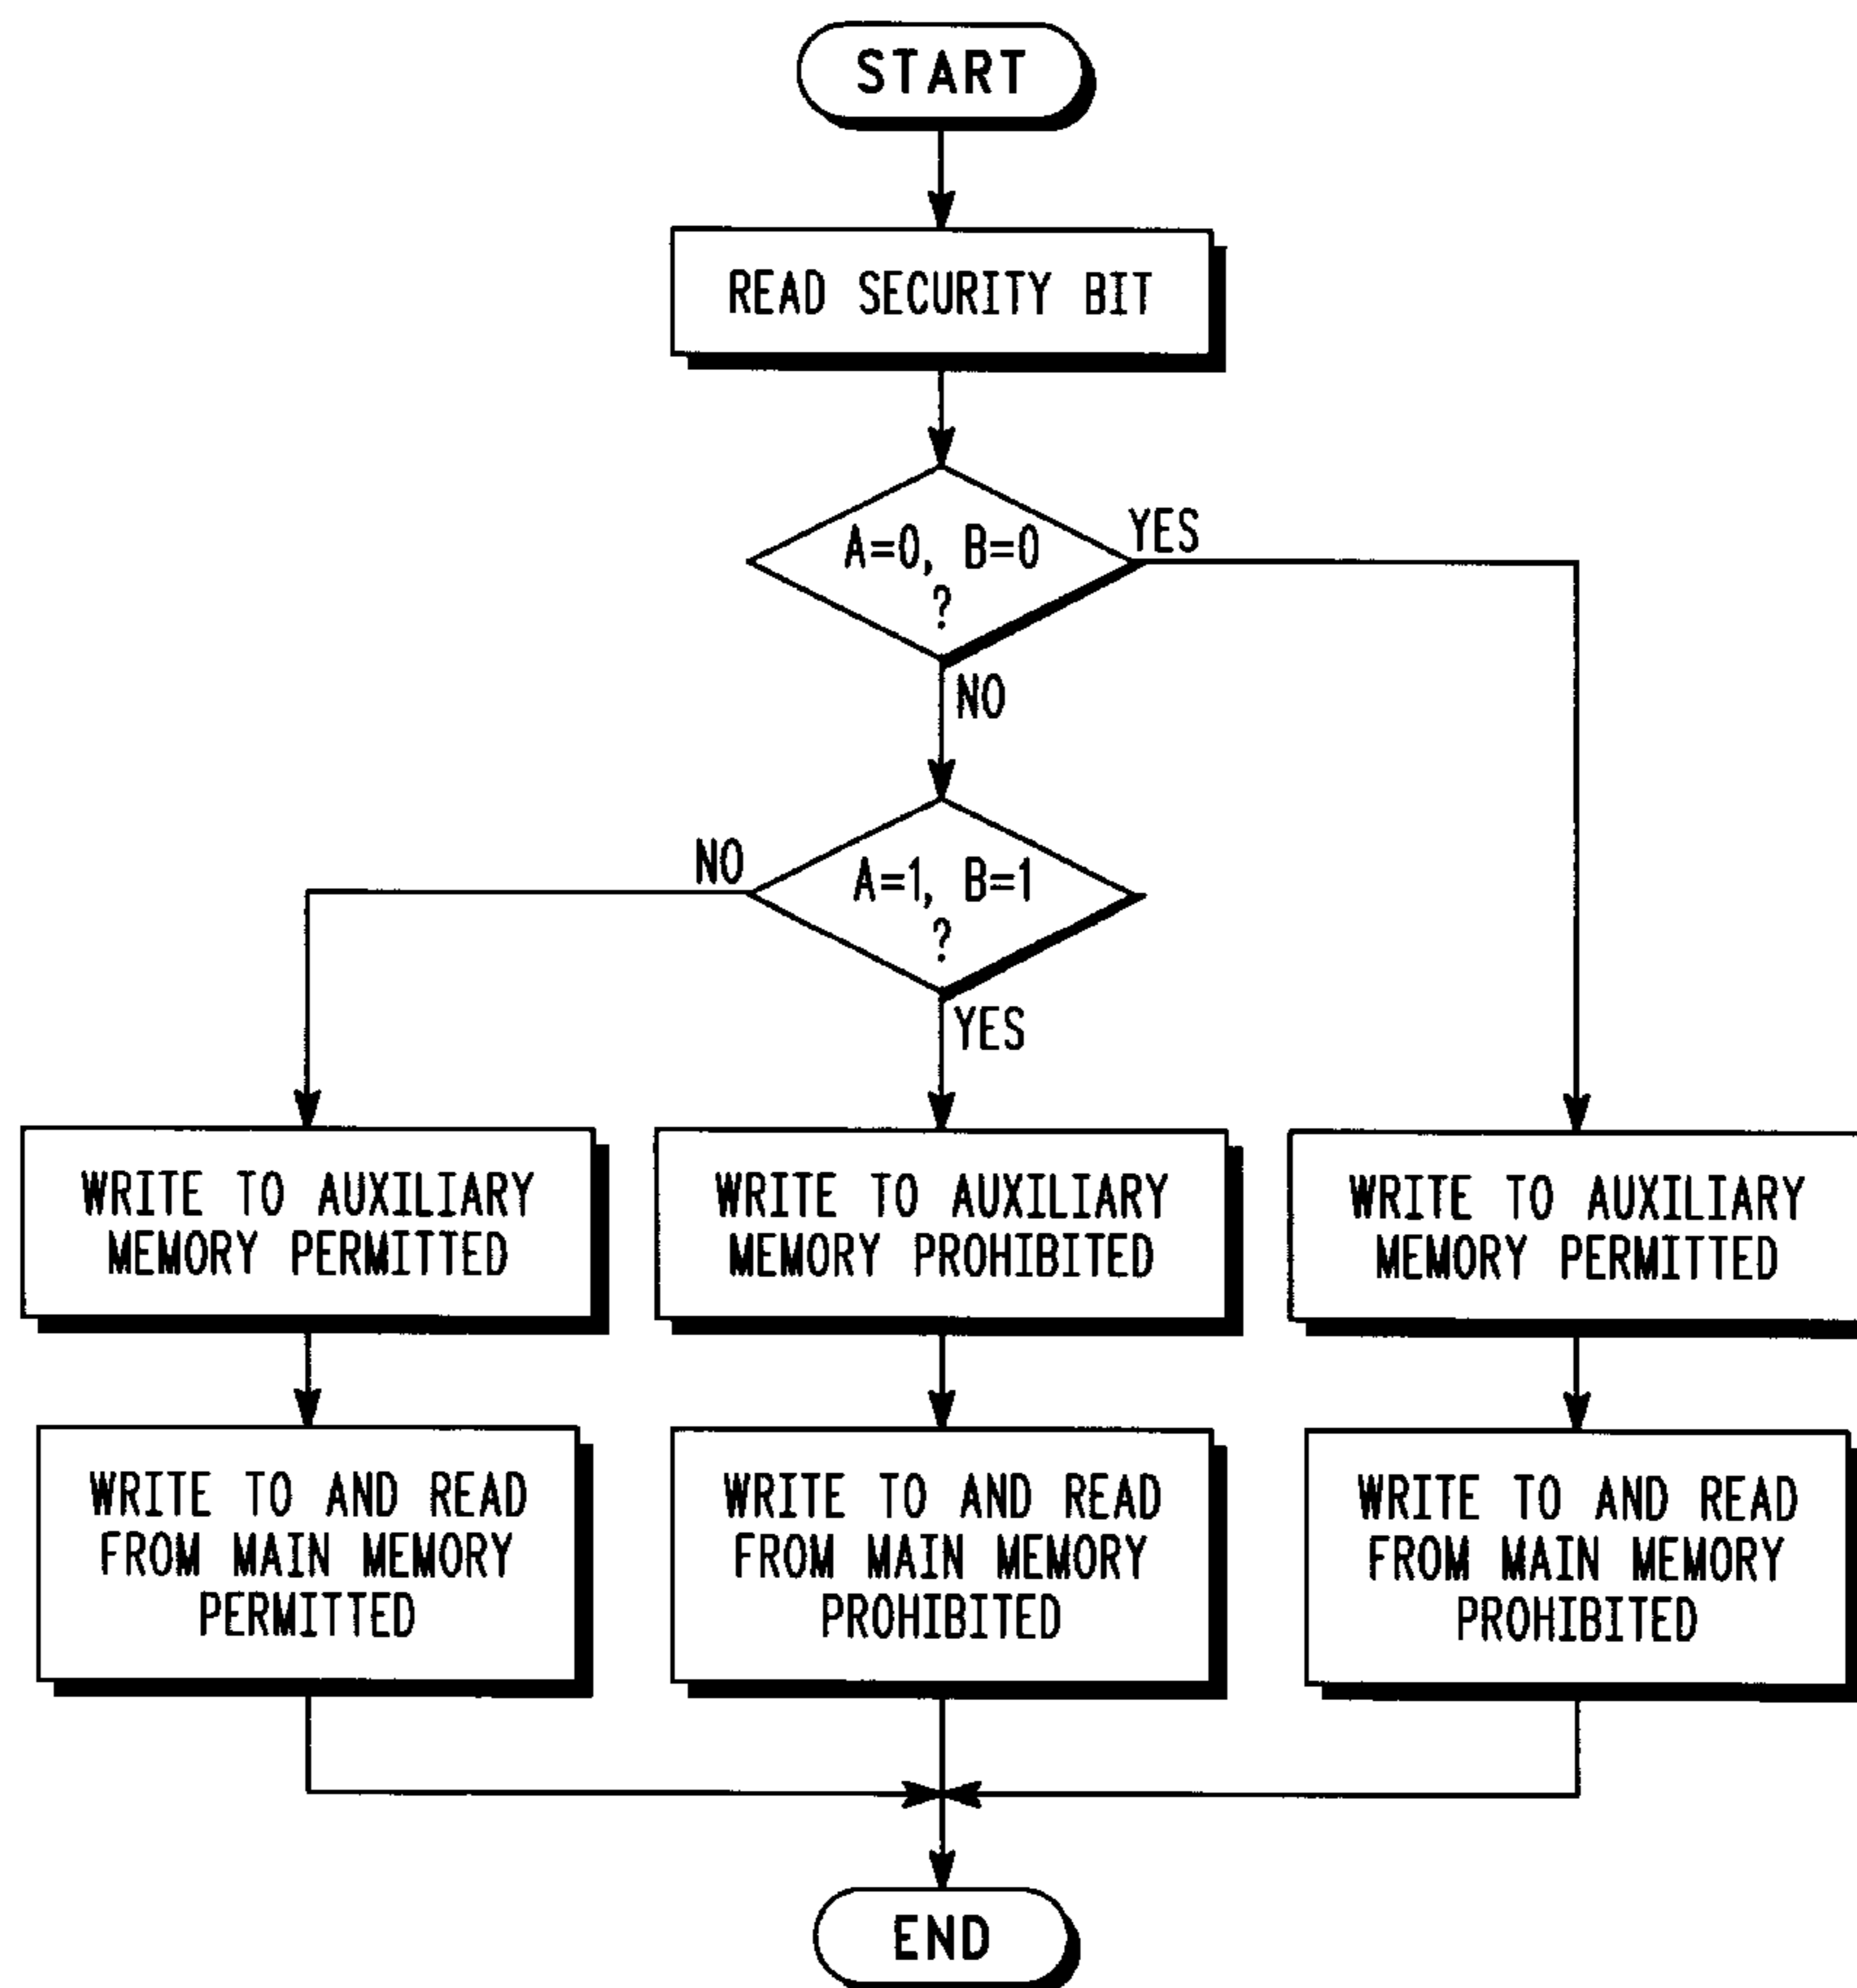 START
READ SECURITY BIT
A=0, B=0
?
YES
NO
A=1, B=1
?
NO
YES
WRITE TO AUXILIARY
MEMORY PERMITTED
WRITE TO AUXILIARY
MEMORY PROHIBITED
WRITE TO AUXILIARY
MEMORY PERMITTED
WRITE TO AND READ
FROM MAIN MEMORY
PERMITTED
WRITE TO AND READ
FROM MAIN MEMORY
PROHIBITED
WRITE TO AND READ
FROM MAIN MEMORY
PROHIBITED
END